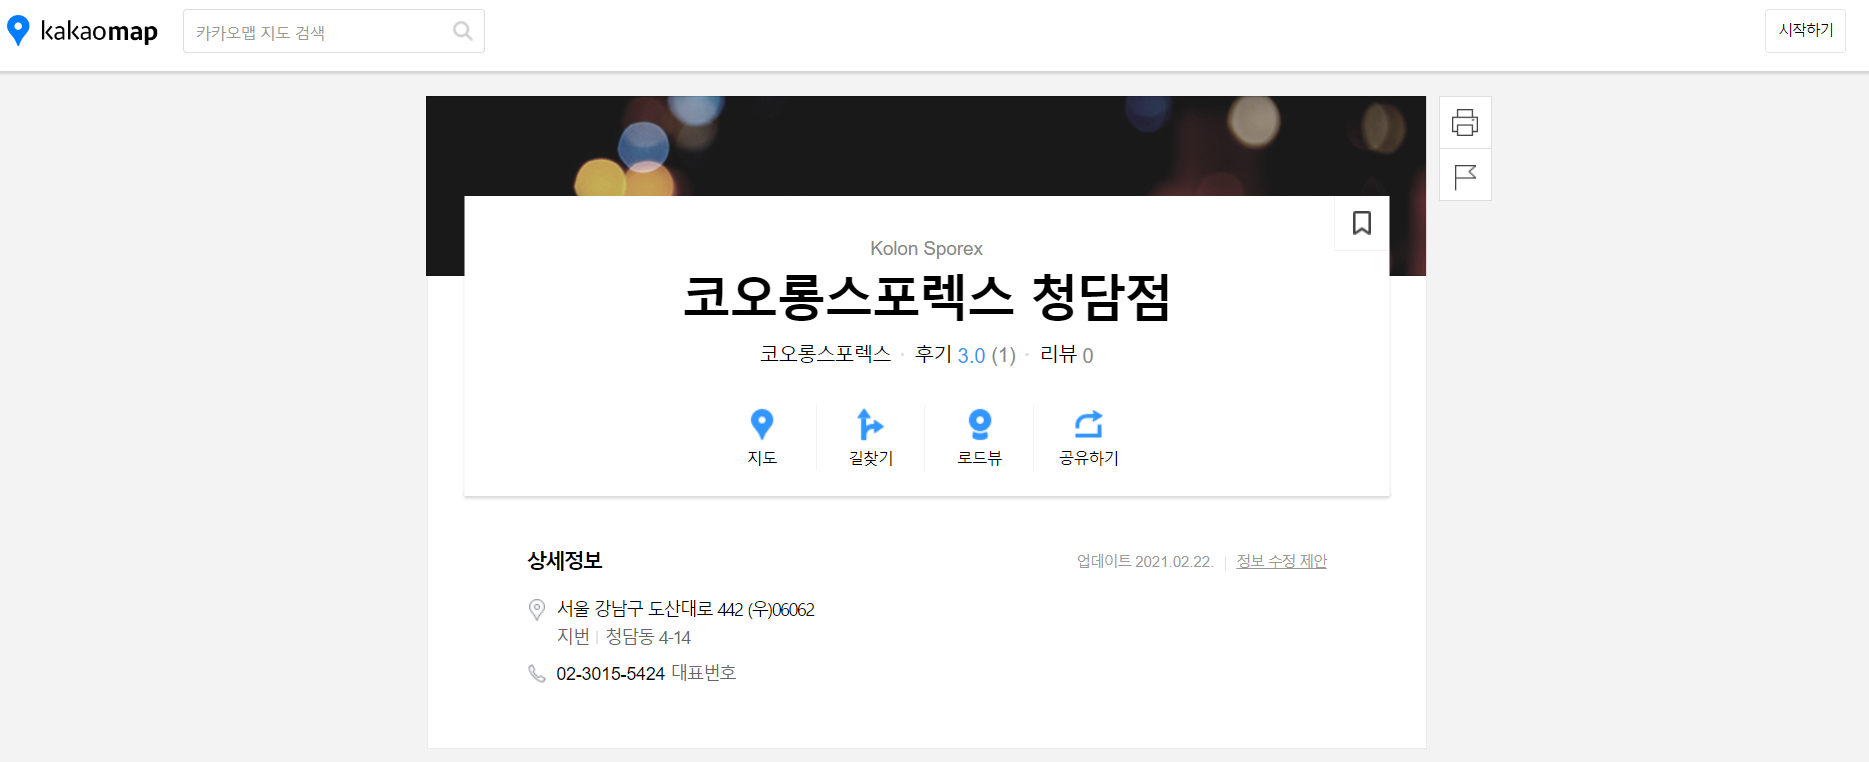 kakaomap
카카오맵 지도 검색
시작하기
Kolon Sporex
코오롱스포렉스 청담점
코오롱스포렉스 · 후기 3.0 (1) · 리뷰 0
지도 길찾기 로드뷰 공유하기
상세정보
업데이트 2021.02.22. | 정보 수정 제안
서울 강남구 도산대로 442 (우)06062
지번 | 청담동 4-14
02-3015-5424 대표번호